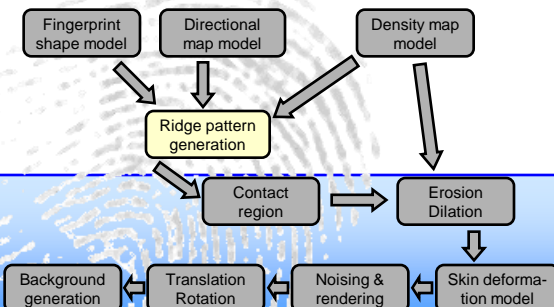 Fingerprint
shape model
Directional
map model
Density map
model
Ridge pattern
generation
Contact
region
Erosion
Dilation
Background
generation
Translation
Rotation
Noising &
rendering
Skin deforma-
tion model